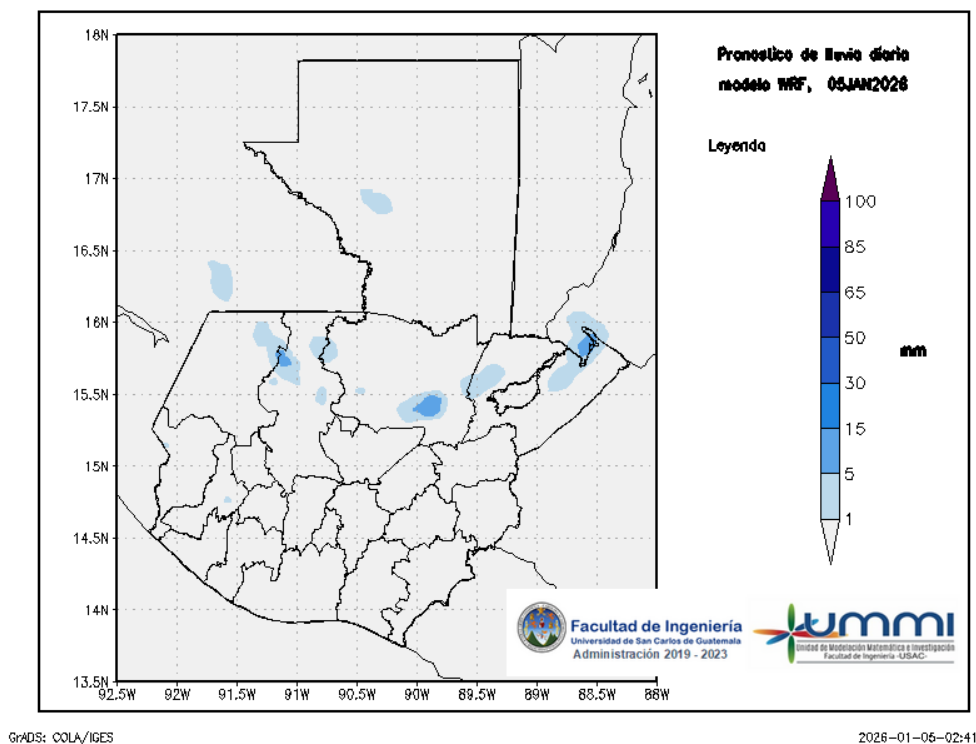 Pronostico de lluvia diaria
modelo WRF, 05JAN2026
Leyenda
100
85
65
50
30
15
5
1
mm
18N
17.5N
17N
16.5N
16N
15.5N
15N
14.5N
14N
13.5N
92.5W 92W 91.5W 91W 90.5W 90W 89.5W 89W 88.5W 88W
Facultad de Ingeniería
Universidad de San Carlos de Guatemala
Administración 2019 - 2023
ummi
Unidad de Modelación Matemática e Investigación
Facultad de Ingeniería -USAC-
GrADS: COLA/IGES
2026-01-05-02:41